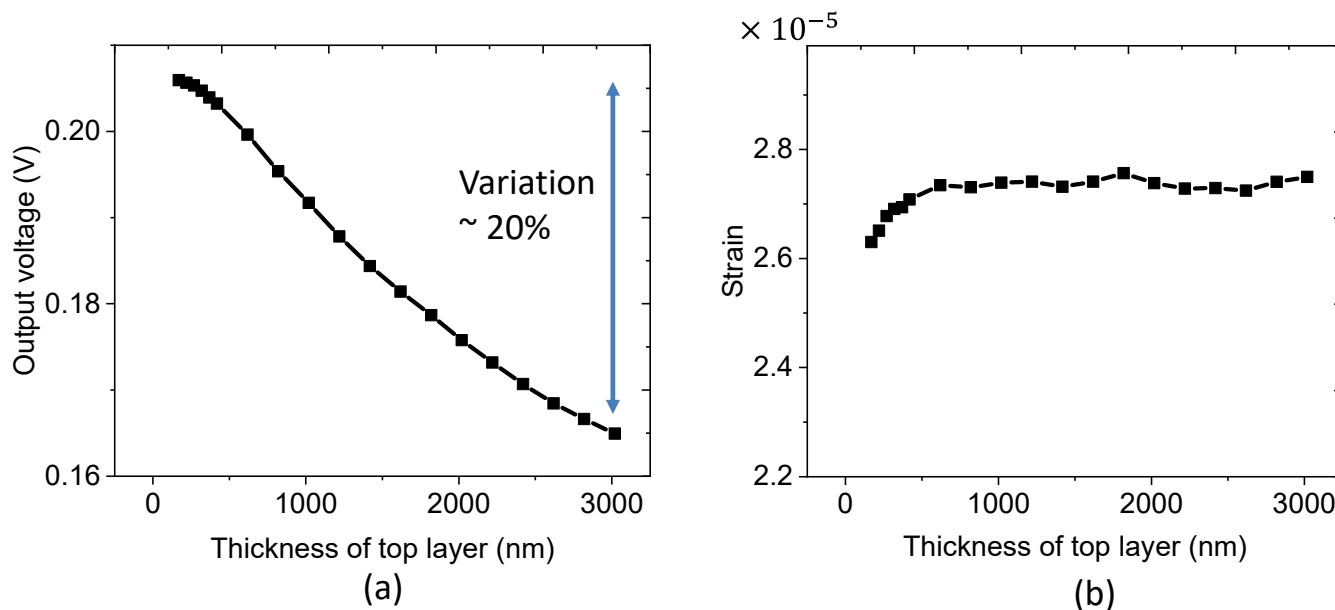 0.20
0.18
0.16
Output voltage (V)
0
1000
2000
3000
Thickness of top layer (nm)
Variation
~ 20%
(a)
× 10⁻⁵
2.8
2.6
2.4
2.2
Strain
0
1000
2000
3000
Thickness of top layer (nm)
(b)